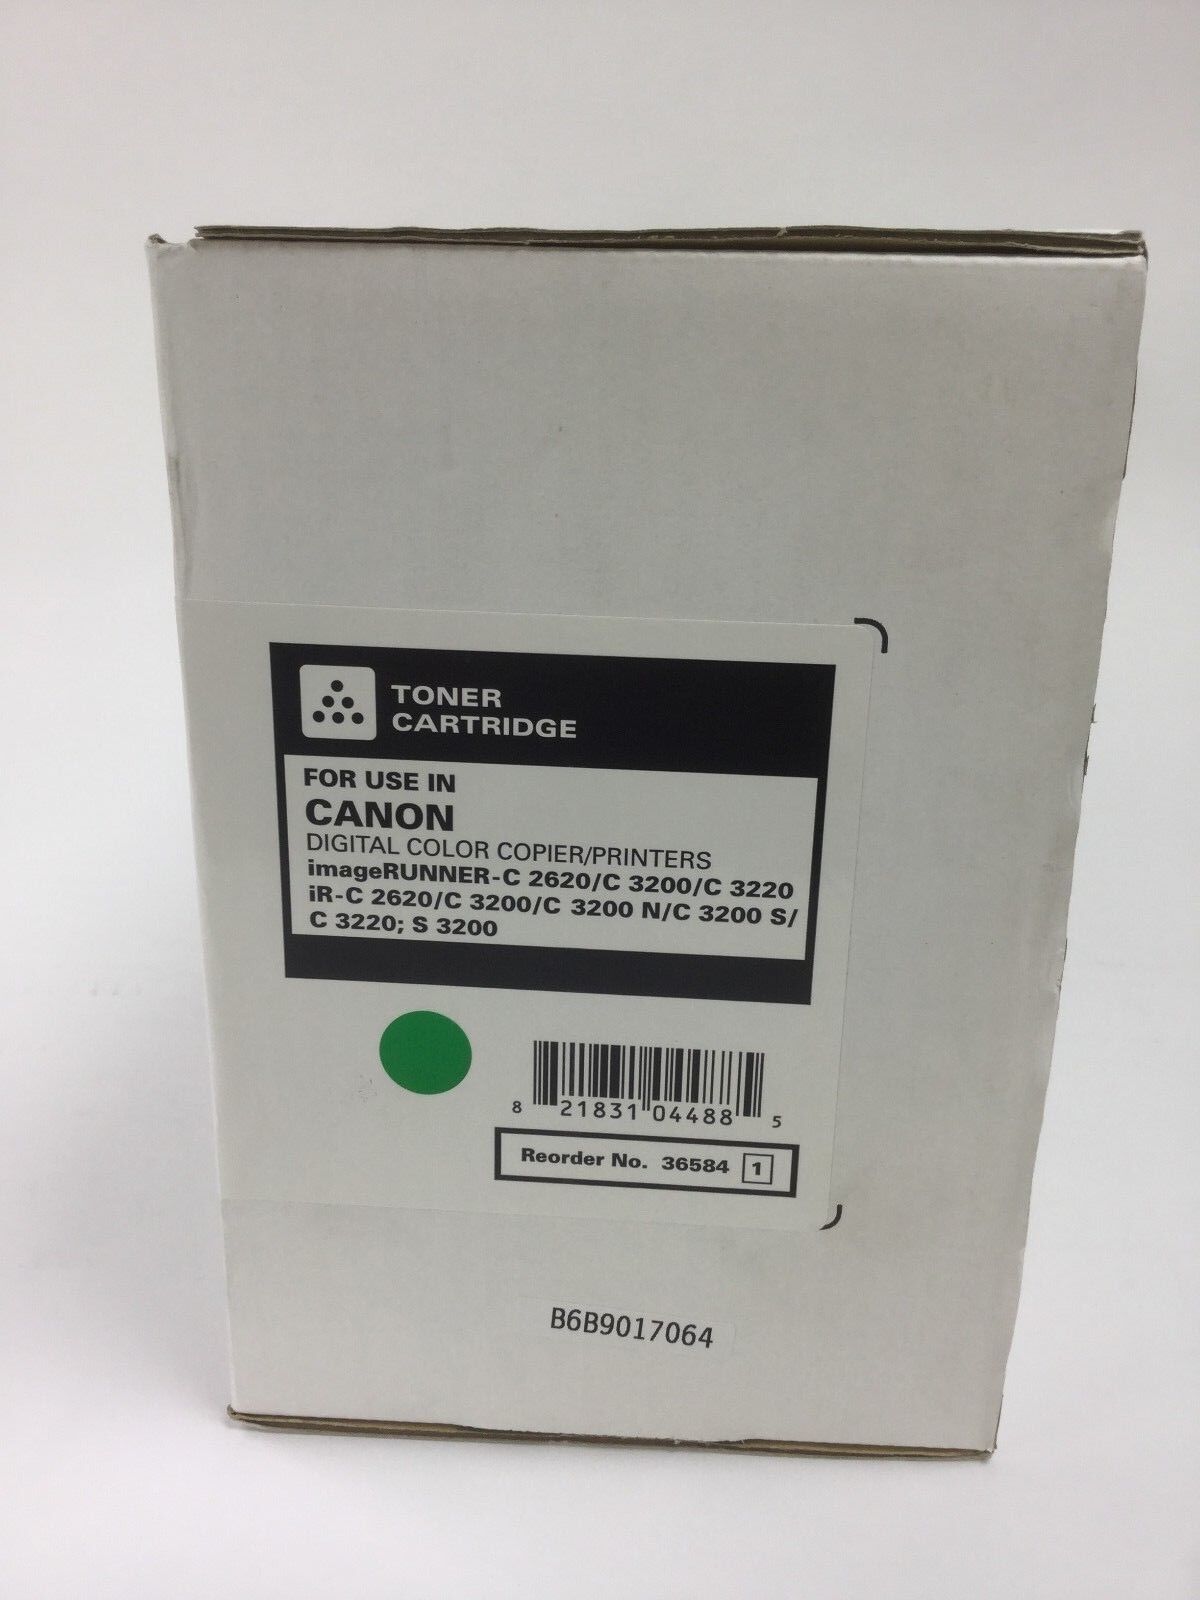 TONER
CARTRIDGE
FOR USE IN
CANON
DIGITAL COLOR COPIER/PRINTERS
imageRUNNER-C 2620/C 3200/C 3220
iR-C 2620/C 3200/C 3200 N/C 3200 S/
C 3220; S 3200
8 21831 04488 5
Reorder No. 36584 1
B6B9017064